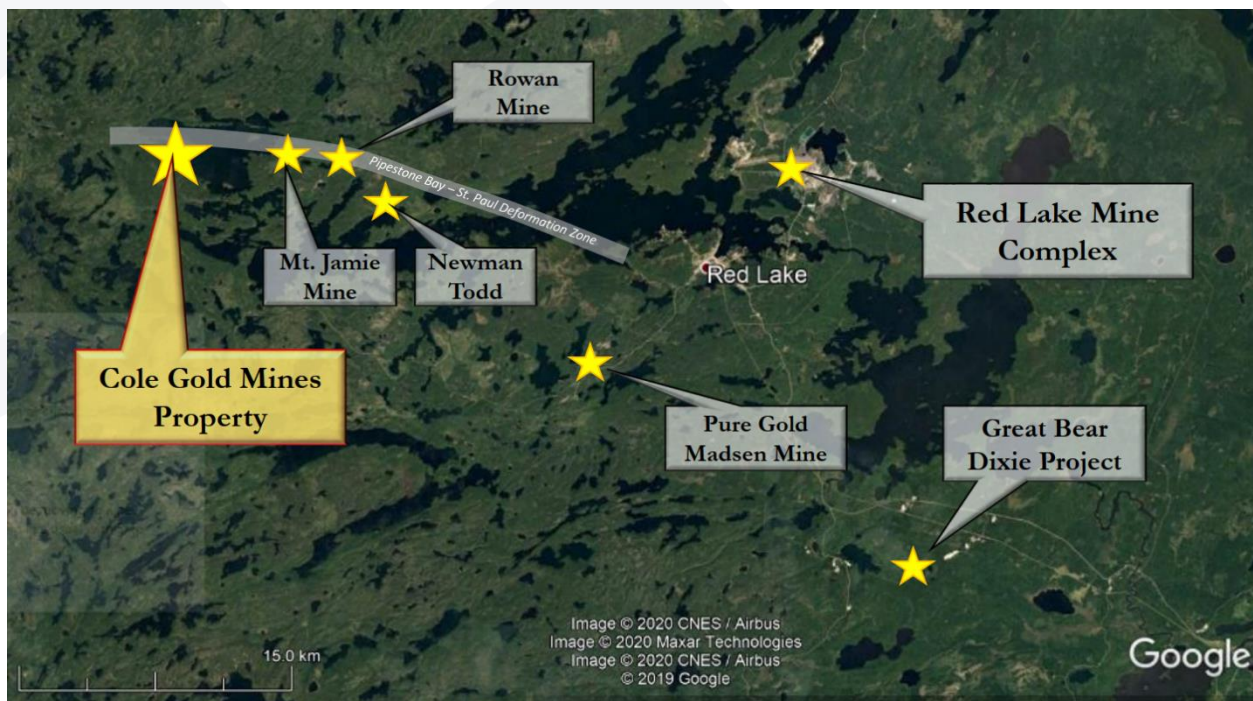 Rowan
Mine
Pipestone Bay – St. Paul Deformation Zone
Red Lake Mine
Complex
Mt. Jamie
Mine
Newman
Todd
Red Lake
Cole Gold Mines
Property
Pure Gold
Madsen Mine
Great Bear
Dixie Project
15.0 km
Image © 2020 CNES / Airbus
Image © 2020 Maxar Technologies
Image © 2020 CNES / Airbus
© 2019 Google
Google